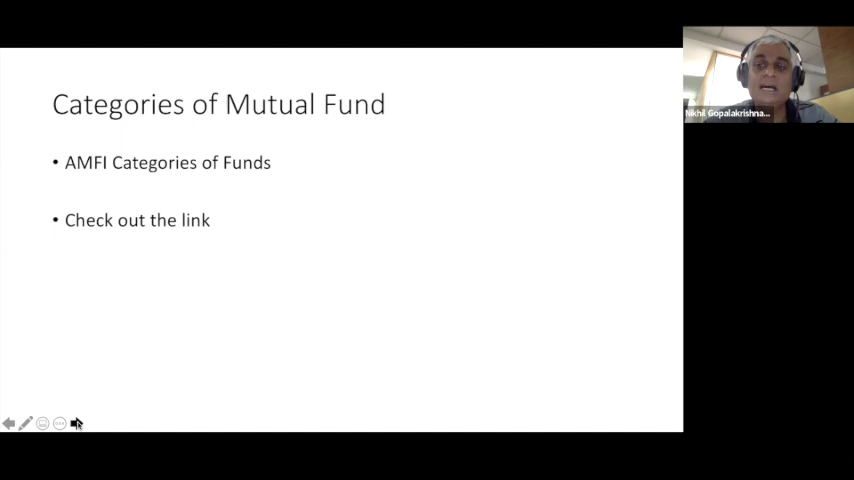 Categories of Mutual Fund
• AMFI Categories of Funds
• Check out the link
Nikhil Gopalakrishna...